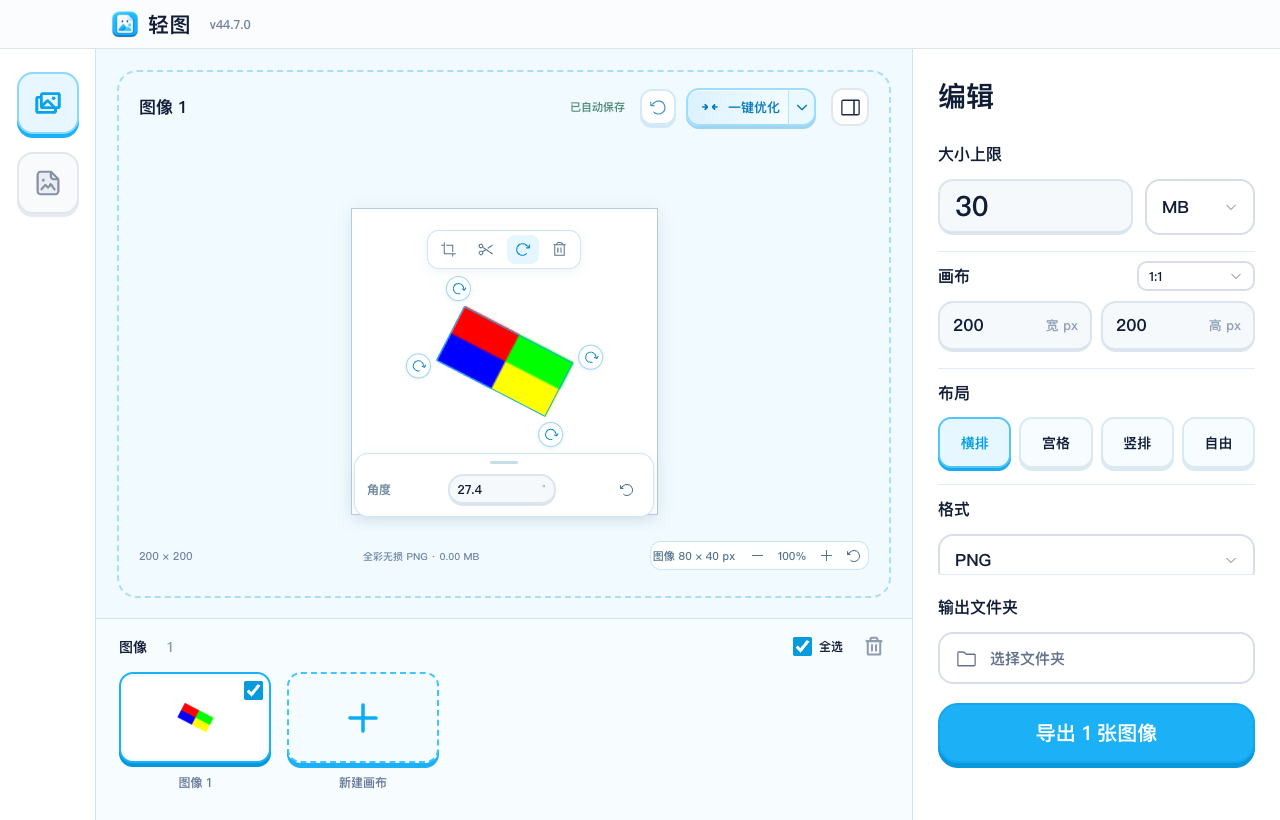 轻图 v44.7.0
图像 1
已自动保存
一键优化
角度
27.4 °
200 × 200
全彩无损 PNG · 0.00 MB
图像 80 × 40 px
100%
图像 1
全选
图像 1
新建画布
编辑
大小上限
30
MB
画布
1:1
200 宽 px
200 高 px
布局
横排
宫格
竖排
自由
格式
PNG
输出文件夹
选择文件夹
导出 1 张图像